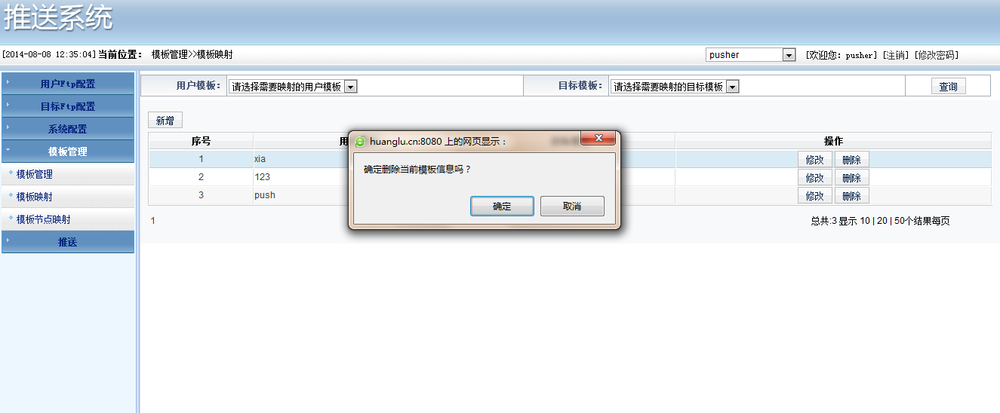 推送系统
[2014-08-08 12:35:04] 当前位置： 模板管理>>模板映射 pusher [欢迎您：pusher] [注销] [修改密码]
用户Ftp配置
目标Ftp配置
系统配置
模板管理
模板管理
模板映射
模板节点映射
推送
用户模板： 请选择需要映射的用户模板 目标模板： 请选择需要映射的目标模板 查询
新增
序号 用 操作
1 xia 修改 删除
2 123 修改 删除
3 push 修改 删除
1 总共:3 显示 10 | 20 | 50个结果每页
huanglu.cn:8080 上的网页显示：
确定删除当前模板信息吗？
确定 取消